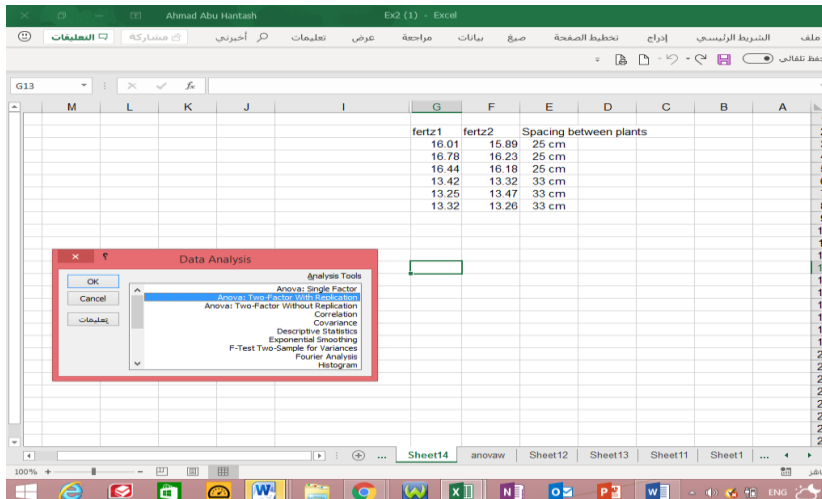 Ahmad Abu Hantash
Ex2 (1) - Excel
ملف
الشريط الرئيسي
إدراج
تخطيط الصفحة
صيغ
بيانات
مراجعة
عرض
تعليمات
أخبرني
مشاركة
التعليقات
حفظ تلقائي
G13
fx
M L K J I G F E D C B A
fertz1 fertz2 Spacing between plants
16.01 15.89 25 cm
16.78 16.23 25 cm
16.44 16.18 25 cm
13.42 13.32 33 cm
13.25 13.47 33 cm
13.32 13.26 33 cm
Data Analysis
Analysis Tools
Anova: Single Factor
Anova: Two-Factor With Replication
Anova: Two-Factor Without Replication
Correlation
Covariance
Descriptive Statistics
Exponential Smoothing
F-Test Two-Sample for Variances
Fourier Analysis
Histogram
OK
Cancel
تعليمات
... Sheet14 anovaw Sheet12 Sheet13 Sheet11 Sheet1 ...
100%
ENG